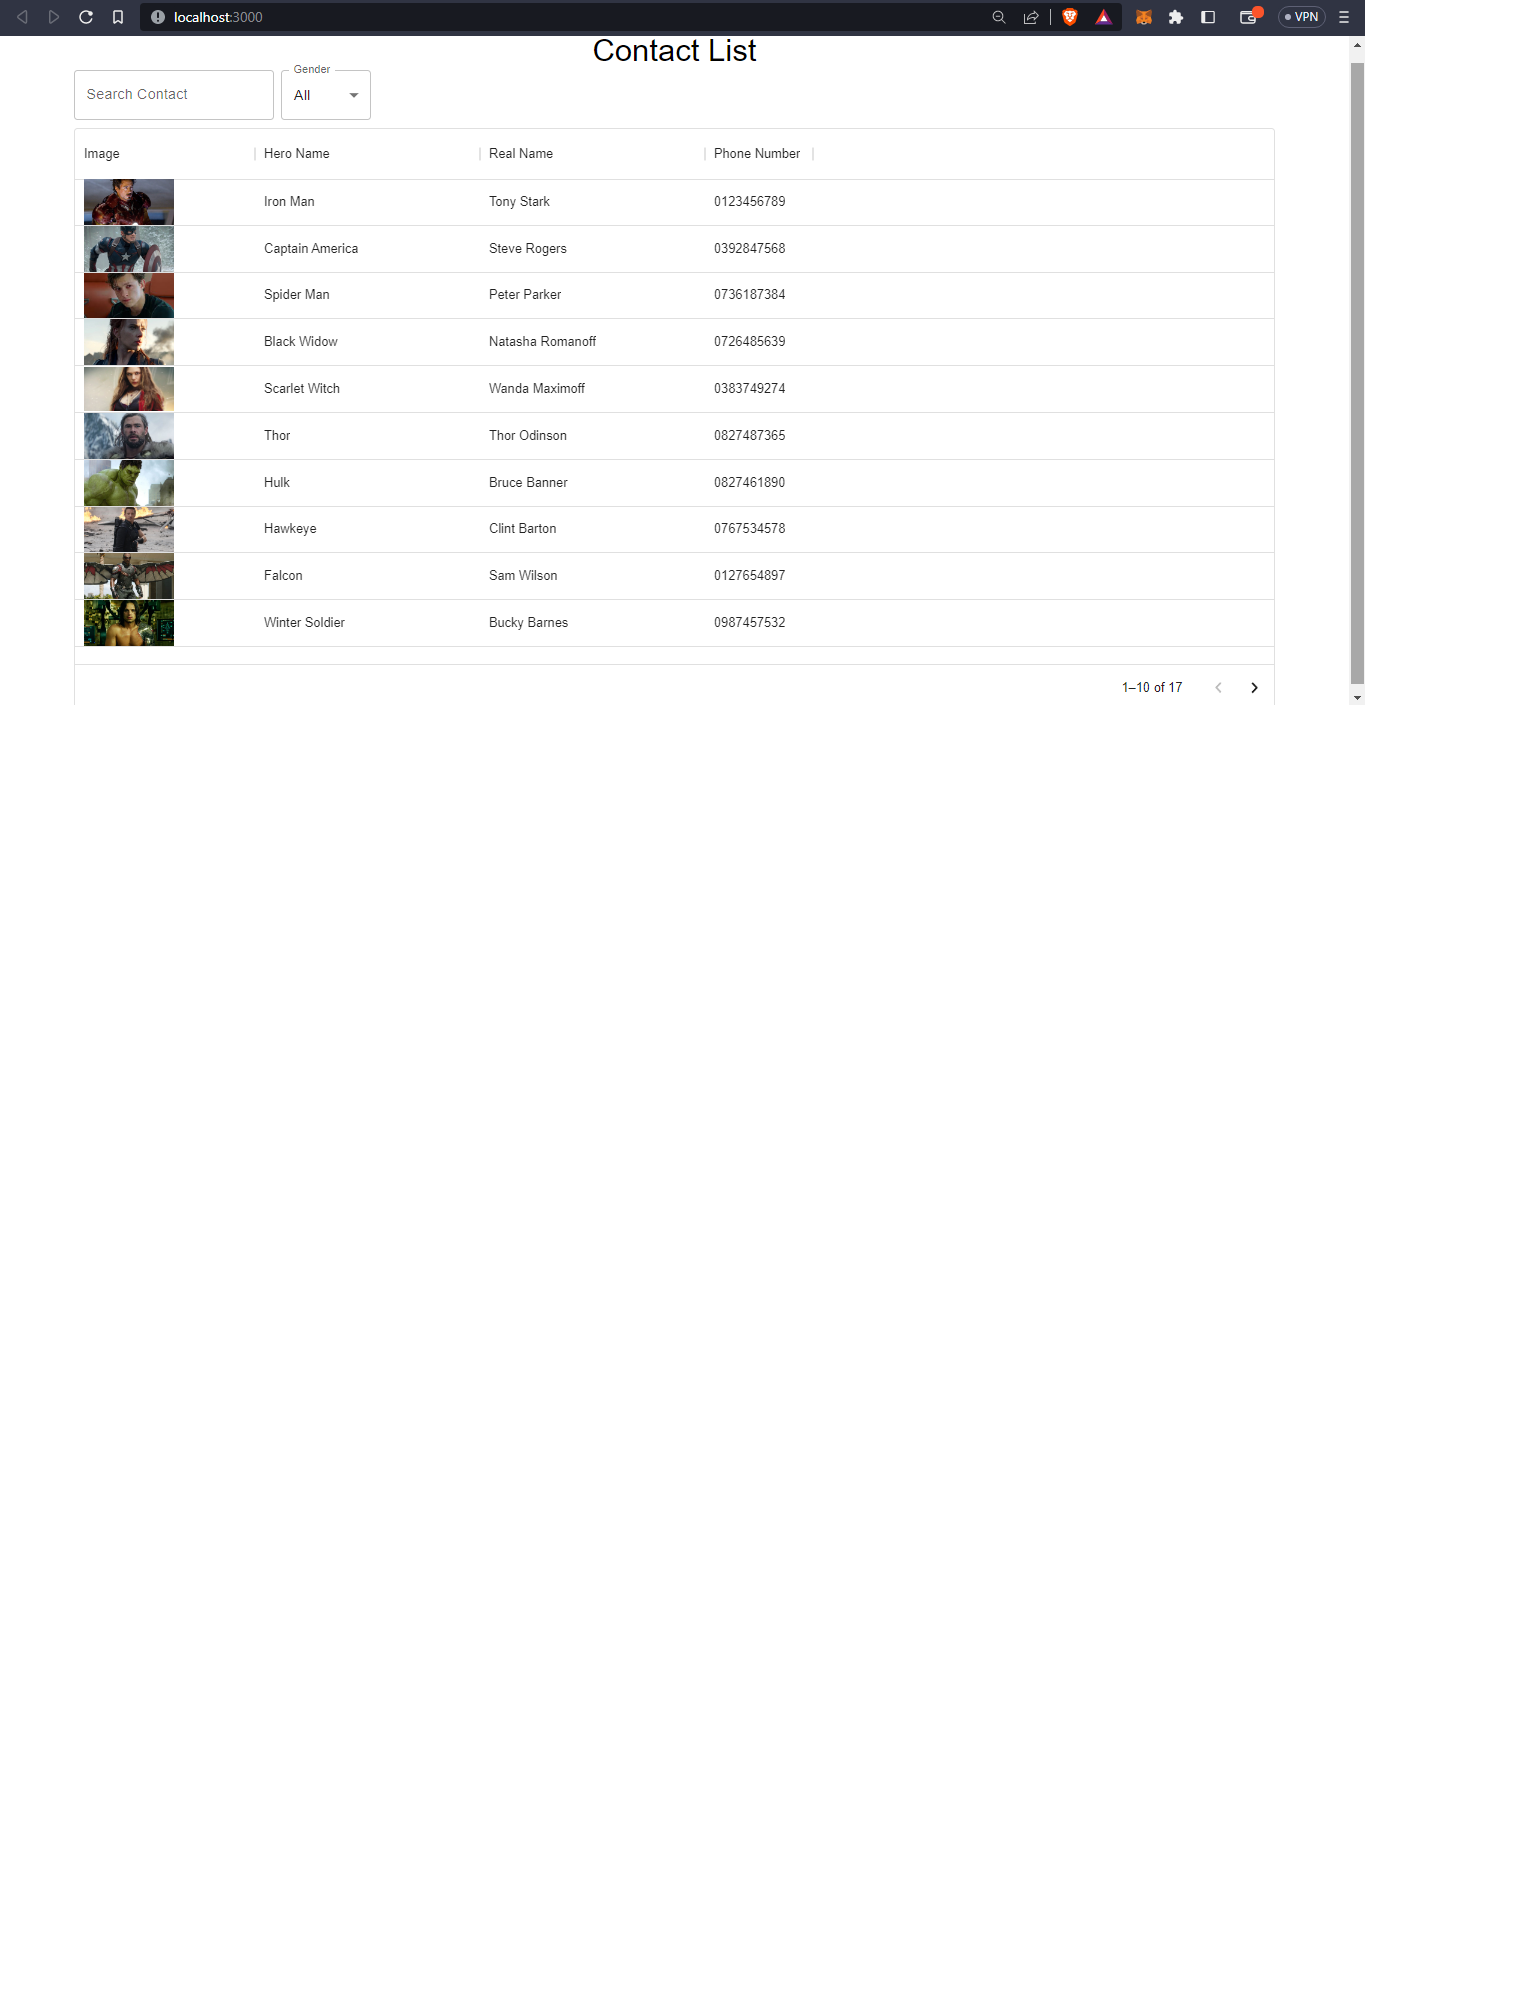 localhost:3000
VPN
Contact List
Search Contact
Gender
All
Image Hero Name Real Name Phone Number
Iron Man Tony Stark 0123456789
Captain America Steve Rogers 0392847568
Spider Man Peter Parker 0736187384
Black Widow Natasha Romanoff 0726485639
Scarlet Witch Wanda Maximoff 0383749274
Thor Thor Odinson 0827487365
Hulk Bruce Banner 0827461890
Hawkeye Clint Barton 0767534578
Falcon Sam Wilson 0127654897
Winter Soldier Bucky Barnes 0987457532
1–10 of 17